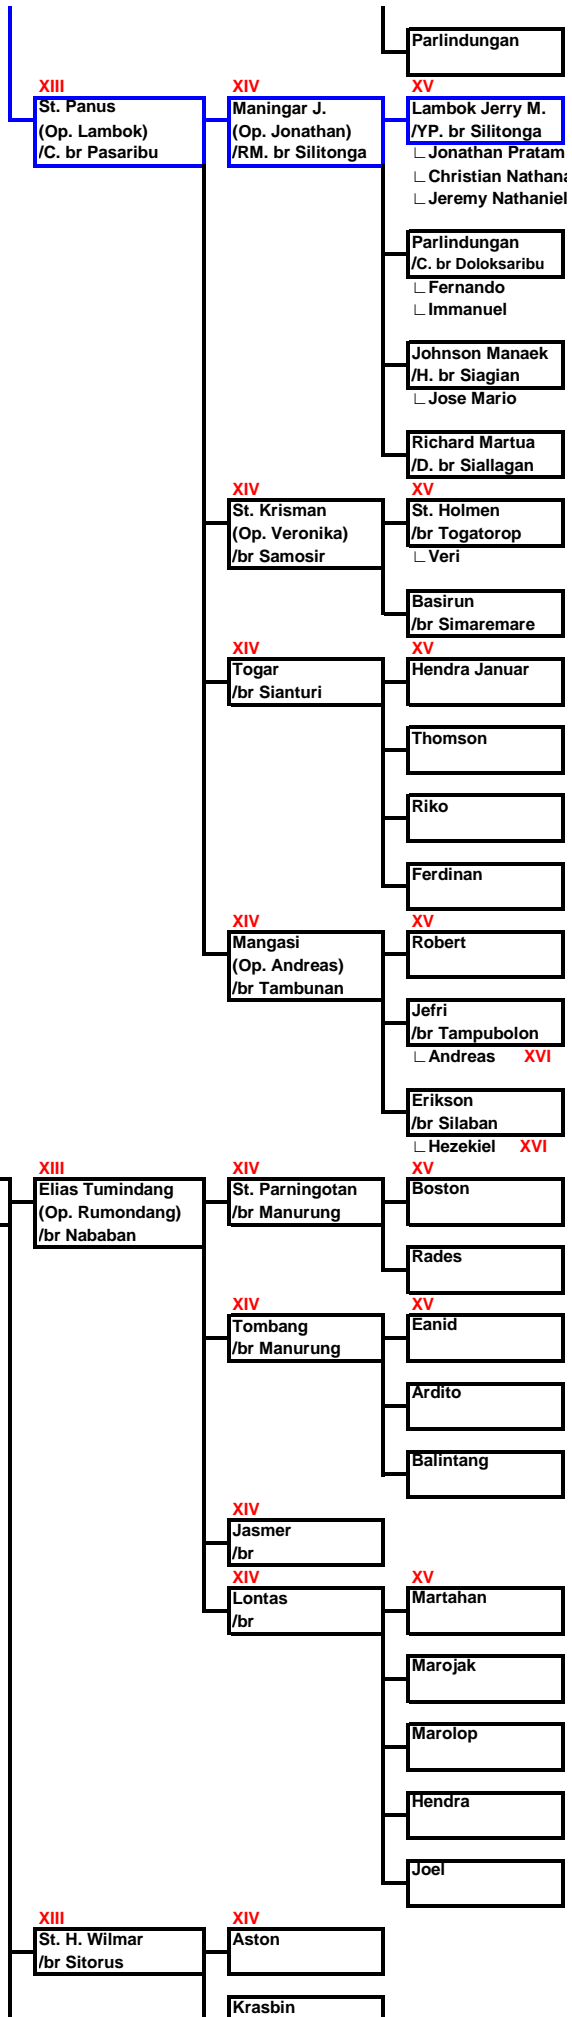 Parlindungan
XIII XIV XV
St. Panus
(Op. Lambok)
/C. br Pasaribu
Maningar J.
(Op. Jonathan)
/RM. br Silitonga
Lambok Jerry M.
/YP. br Silitonga
∟Jonathan Pratam
∟Christian Nathana
∟Jeremy Nathaniel
Parlindungan
/C. br Doloksaribu
∟Fernando
∟Immanuel
Johnson Manaek
/H. br Siagian
∟Jose Mario
Richard Martua
/D. br Siallagan
XIV XV
St. Krisman
(Op. Veronika)
/br Samosir
St. Holmen
/br Togatorop
∟Veri
Basirun
/br Simaremare
XIV XV
Togar
/br Sianturi
Hendra Januar
Thomson
Riko
Ferdinan
XIV XV
Mangasi
(Op. Andreas)
/br Tambunan
Robert
Jefri
/br Tampubolon
∟Andreas XVI
Erikson
/br Silaban
∟Hezekiel XVI
XIII XIV XV
Elias Tumindang
(Op. Rumondang)
/br Nababan
St. Parningotan
/br Manurung
Boston
Rades
XIV XV
Tombang
/br Manurung
Eanid
Ardito
Balintang
XIV
Jasmer
/br
XIV XV
Lontas
/br
Martahan
Marojak
Marolop
Hendra
Joel
XIII XIV
St. H. Wilmar
/br Sitorus
Aston
Krasbin